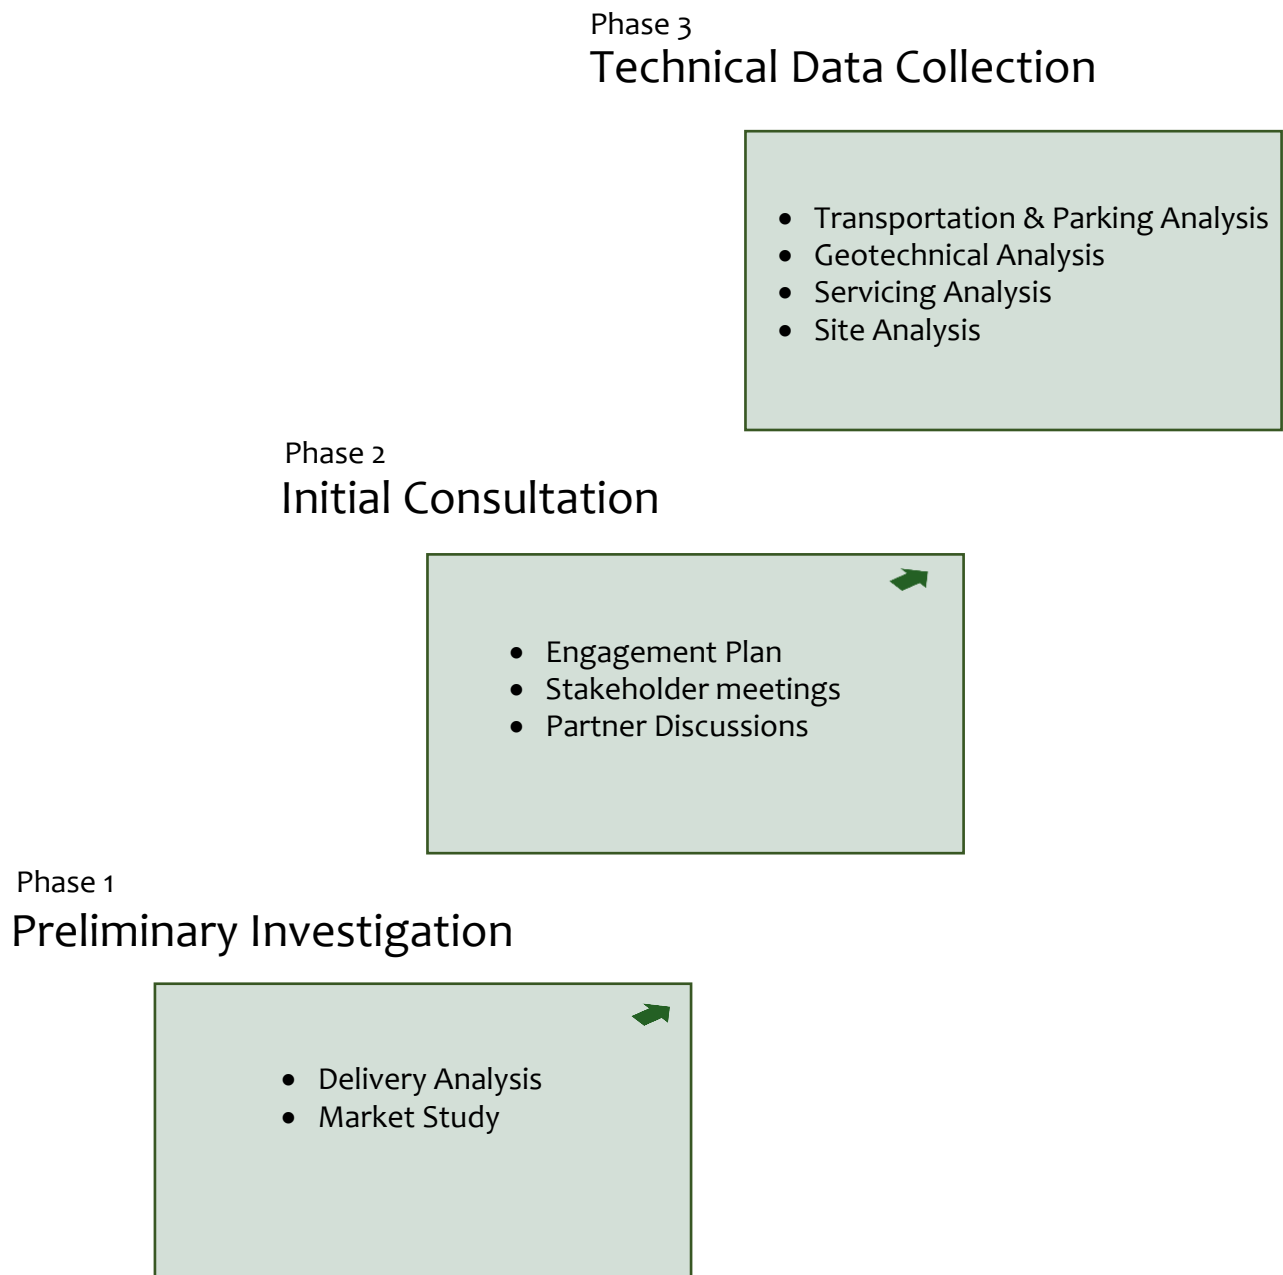 Phase 3
Technical Data Collection
• Transportation & Parking Analysis
• Geotechnical Analysis
• Servicing Analysis
• Site Analysis
Phase 2
Initial Consultation
• Engagement Plan
• Stakeholder meetings
• Partner Discussions
Phase 1
Preliminary Investigation
• Delivery Analysis
• Market Study